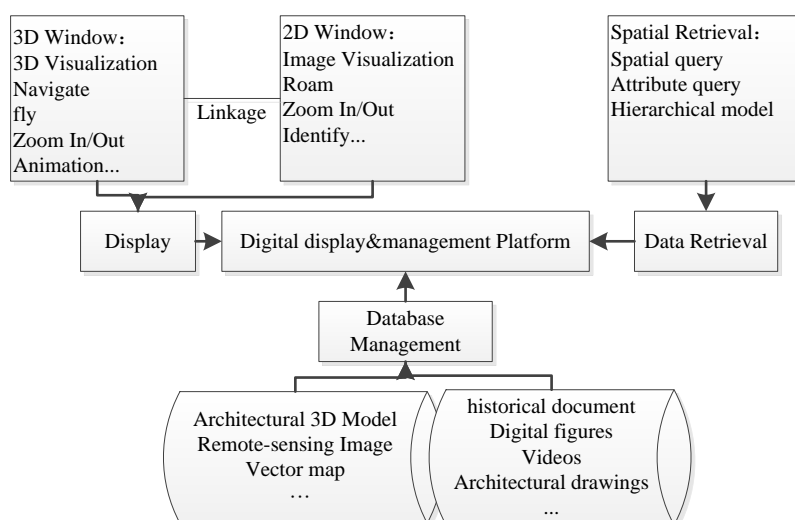 3D Window：
3D Visualization
Navigate
fly
Zoom In/Out
Animation...
Linkage
2D Window：
Image Visualization
Roam
Zoom In/Out
Identify...
Spatial Retrieval：
Spatial query
Attribute query
Hierarchical model
Display
Digital display&management Platform
Data Retrieval
Database
Management
Architectural 3D Model
Remote-sensing Image
Vector map
…
historical document
Digital figures
Videos
Architectural drawings
...